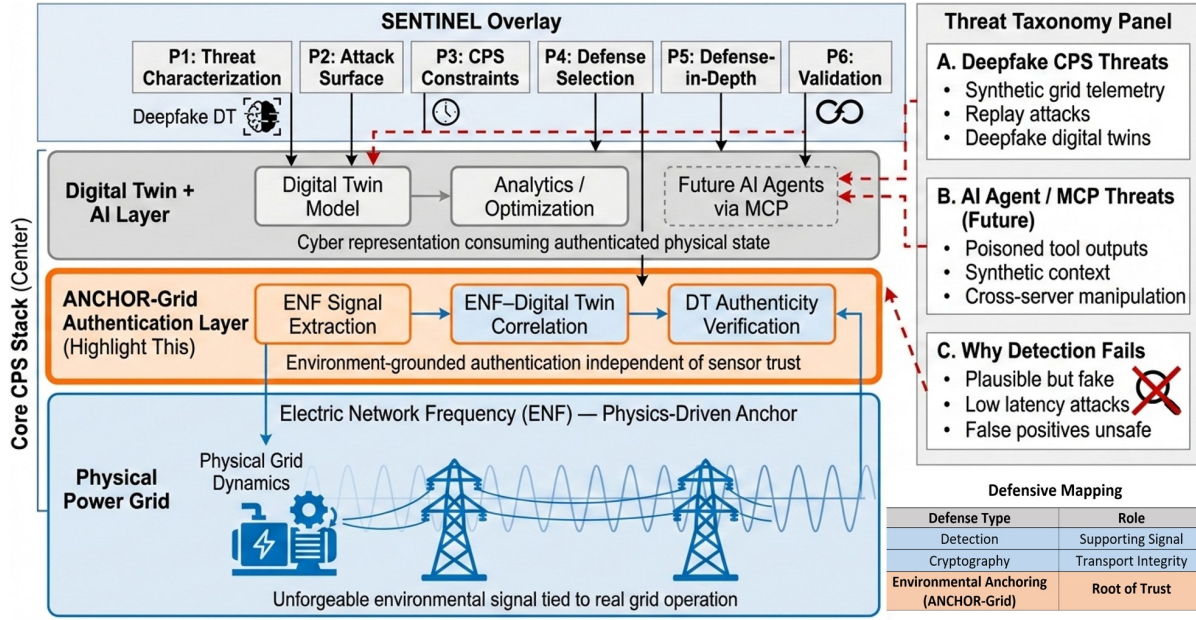 SENTINEL Overlay
P1: Threat
Characterization
P2: Attack
Surface
P3: CPS
Constraints
P4: Defense
Selection
P5: Defense-
in-Depth
P6:
Validation
Deepfake DT
Core CPS Stack (Center)
Digital Twin +
AI Layer
Digital Twin
Model
Analytics /
Optimization
Future AI Agents
via MCP
Cyber representation consuming authenticated physical state
ANCHOR-Grid
Authentication Layer
(Highlight This)
ENF Signal
Extraction
ENF–Digital Twin
Correlation
DT Authenticity
Verification
Environment-grounded authentication independent of sensor trust
Electric Network Frequency (ENF) — Physics-Driven Anchor
Physical
Power Grid
Physical Grid
Dynamics
Unforgeable environmental signal tied to real grid operation
Threat Taxonomy Panel
A. Deepfake CPS Threats
• Synthetic grid telemetry
• Replay attacks
• Deepfake digital twins
B. AI Agent / MCP Threats
(Future)
• Poisoned tool outputs
• Synthetic context
• Cross-server manipulation
C. Why Detection Fails
• Plausible but fake
• Low latency attacks
• False positives unsafe
Defensive Mapping
Defense Type Role
Detection Supporting Signal
Cryptography Transport Integrity
Environmental Anchoring
(ANCHOR-Grid) Root of Trust